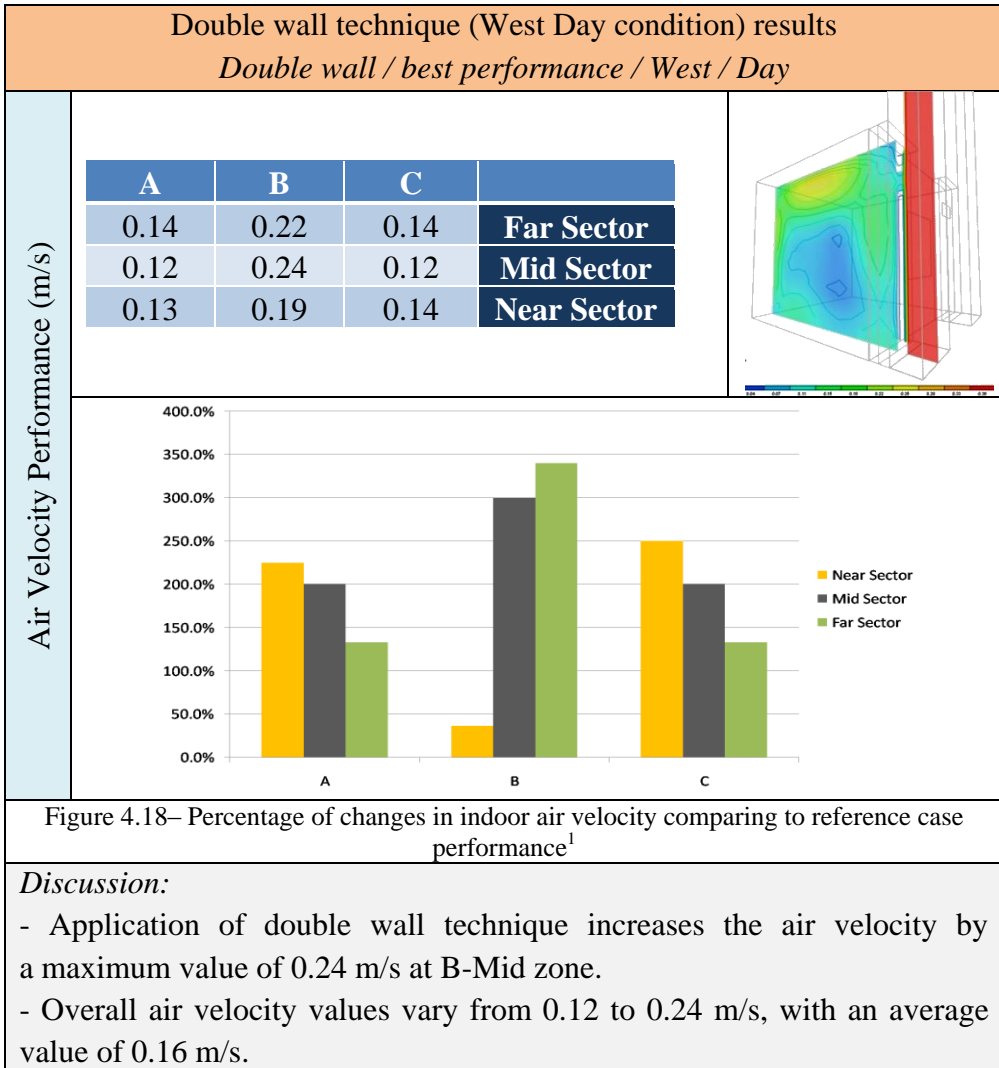 Double wall technique (West Day condition) results
Double wall / best performance / West / Day
Air Velocity Performance (m/s)
A B C
0.14 0.22 0.14 Far Sector
0.12 0.24 0.12 Mid Sector
0.13 0.19 0.14 Near Sector
400.0%
350.0%
300.0%
250.0%
200.0%
150.0%
100.0%
50.0%
0.0%
A B C
Near Sector
Mid Sector
Far Sector
Figure 4.18– Percentage of changes in indoor air velocity comparing to reference case
performance¹
Discussion:
- Application of double wall technique increases the air velocity by
a maximum value of 0.24 m/s at B-Mid zone.
- Overall air velocity values vary from 0.12 to 0.24 m/s, with an average
value of 0.16 m/s.